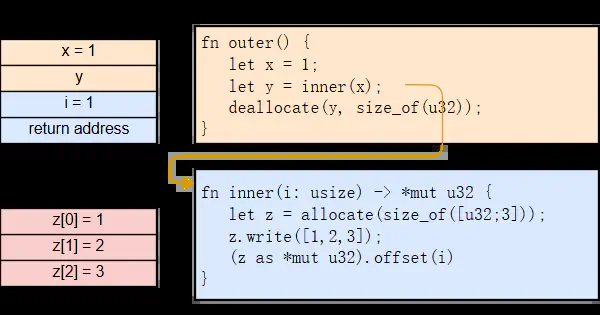 x = 1
y
i = 1
return address
z[0] = 1
z[1] = 2
z[2] = 3
fn outer() {
   let x = 1;
   let y = inner(x);
   deallocate(y, size_of(u32));
}
fn inner(i: usize) -> *mut u32 {
   let z = allocate(size_of([u32;3]));
   z.write([1,2,3]);
   (z as *mut u32).offset(i)
}